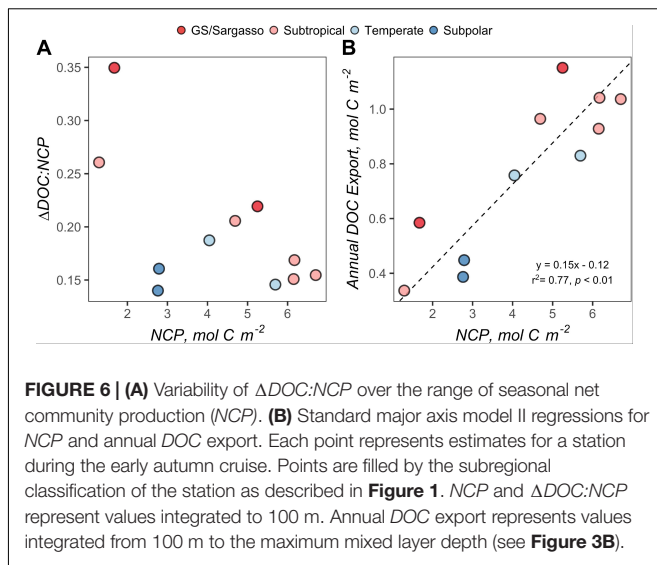 GS/Sargasso Subtropical Temperate Subpolar
A
B
0.35
0.30
0.25
0.20
0.15
ΔDOC:NCP
2 3 4 5 6
NCP, mol C m⁻²
1.0
0.8
0.6
0.4
Annual DOC Export, mol C m⁻²
y = 0.15x - 0.12
r²= 0.77, p < 0.01
2 3 4 5 6
NCP, mol C m⁻²
FIGURE 6 | (A) Variability of ΔDOC:NCP over the range of seasonal net
community production (NCP). (B) Standard major axis model II regressions for
NCP and annual DOC export. Each point represents estimates for a station
during the early autumn cruise. Points are filled by the subregional
classification of the station as described in Figure 1. NCP and ΔDOC:NCP
represent values integrated to 100 m. Annual DOC export represents values
integrated from 100 m to the maximum mixed layer depth (see Figure 3B).